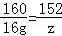 160/16g = 152/z